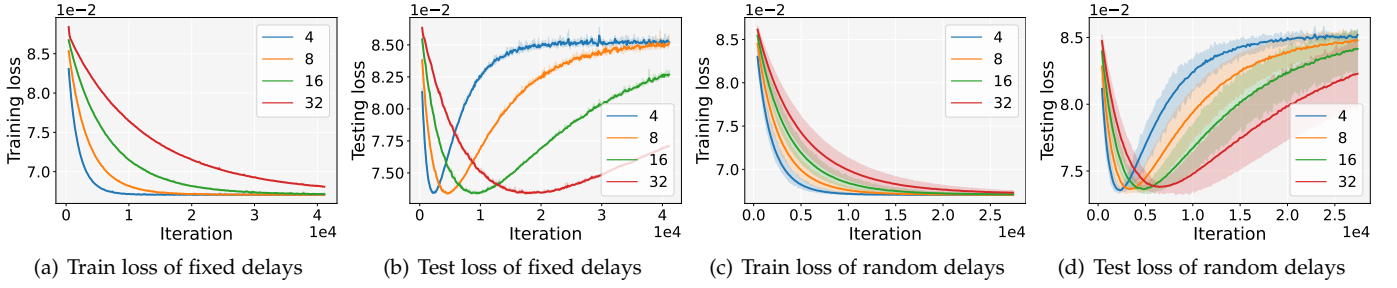 1e−2
Training loss
8.5
8.0
7.5
7.0
4
8
16
32
0
1
2
3
4
Iteration
1e4
(a) Train loss of fixed delays
1e−2
Testing loss
8.50
8.25
8.00
7.75
7.50
4
8
16
32
0
1
2
3
4
Iteration
1e4
(b) Test loss of fixed delays
1e−2
Training loss
8.5
8.0
7.5
7.0
4
8
16
32
0.0
0.5
1.0
1.5
2.0
2.5
Iteration
1e4
(c) Train loss of random delays
1e−2
Testing loss
8.5
8.0
7.5
4
8
16
32
0.0
0.5
1.0
1.5
2.0
2.5
Iteration
1e4
(d) Test loss of random delays